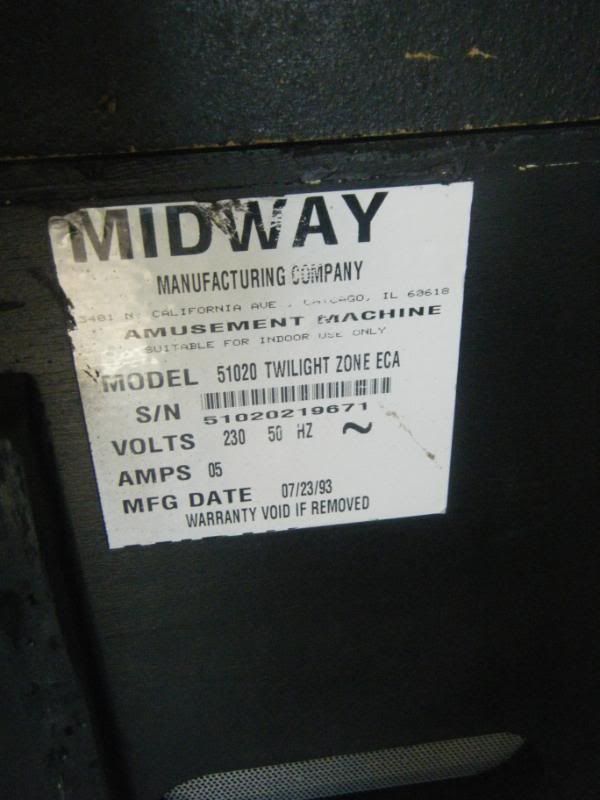 MIDWAY
MANUFACTURING COMPANY
3401 N. CALIFORNIA AVE., CHICAGO, IL 60618
AMUSEMENT MACHINE
SUITABLE FOR INDOOR USE ONLY
MODEL 51020 TWILIGHT ZONE ECA
S/N 51020219671
VOLTS 230 50 HZ ~
AMPS 05
MFG DATE 07/23/93
WARRANTY VOID IF REMOVED